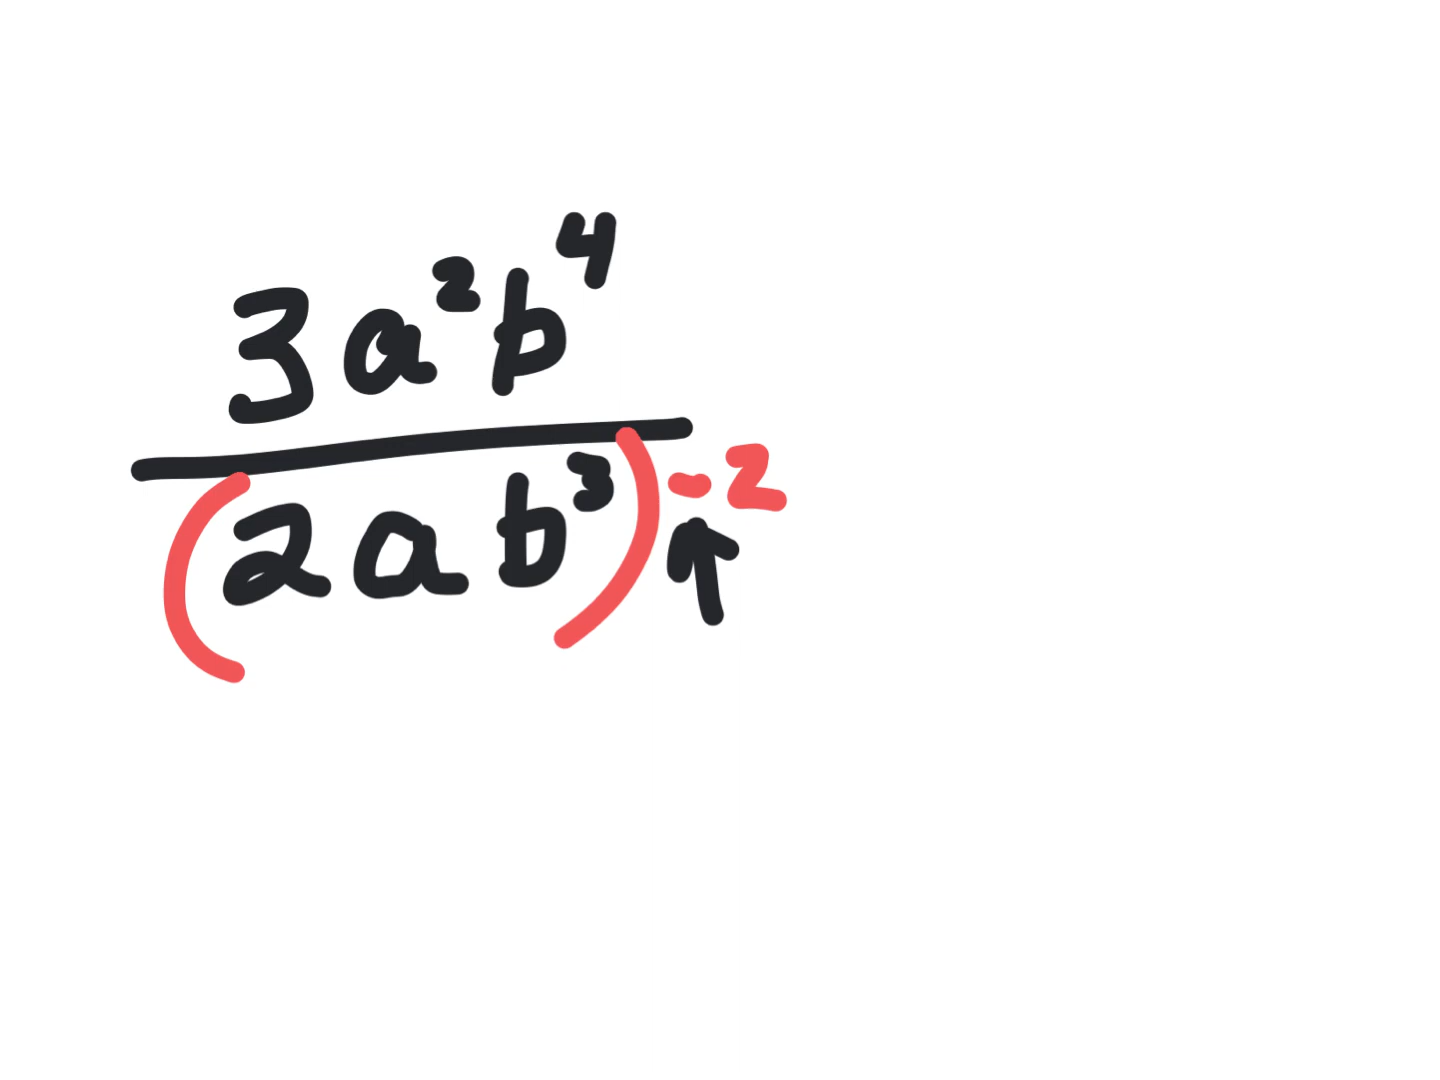 3a²b⁴
(2ab³)⁻²
↑